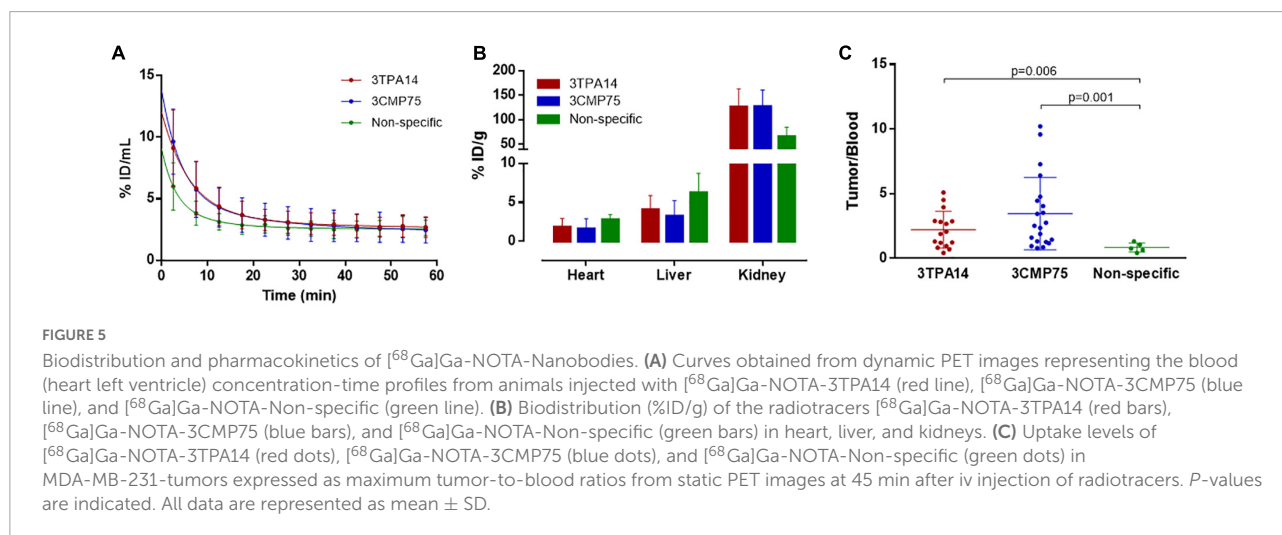 A
15
10
5
0
% ID/mL
0 10 20 30 40 50 60
Time (min)
3TPA14
3CMP75
Non-specific
B
200
150
100
50
10
5
0
% ID/g
3TPA14
3CMP75
Non-specific
Heart Liver Kidney
C
15
10
5
0
Tumor/Blood
p=0.006
p=0.001
3TPA14 3CMP75 Non-specific
FIGURE 5
Biodistribution and pharmacokinetics of [⁶⁸Ga]Ga-NOTA-Nanobodies. (A) Curves obtained from dynamic PET images representing the blood
(heart left ventricle) concentration-time profiles from animals injected with [⁶⁸Ga]Ga-NOTA-3TPA14 (red line), [⁶⁸Ga]Ga-NOTA-3CMP75 (blue
line), and [⁶⁸Ga]Ga-NOTA-Non-specific (green line). (B) Biodistribution (%ID/g) of the radiotracers [⁶⁸Ga]Ga-NOTA-3TPA14 (red bars),
[⁶⁸Ga]Ga-NOTA-3CMP75 (blue bars), and [⁶⁸Ga]Ga-NOTA-Non-specific (green bars) in heart, liver, and kidneys. (C) Uptake levels of
[⁶⁸Ga]Ga-NOTA-3TPA14 (red dots), [⁶⁸Ga]Ga-NOTA-3CMP75 (blue dots), and [⁶⁸Ga]Ga-NOTA-Non-specific (green dots) in
MDA-MB-231-tumors expressed as maximum tumor-to-blood ratios from static PET images at 45 min after iv injection of radiotracers. P-values
are indicated. All data are represented as mean ± SD.